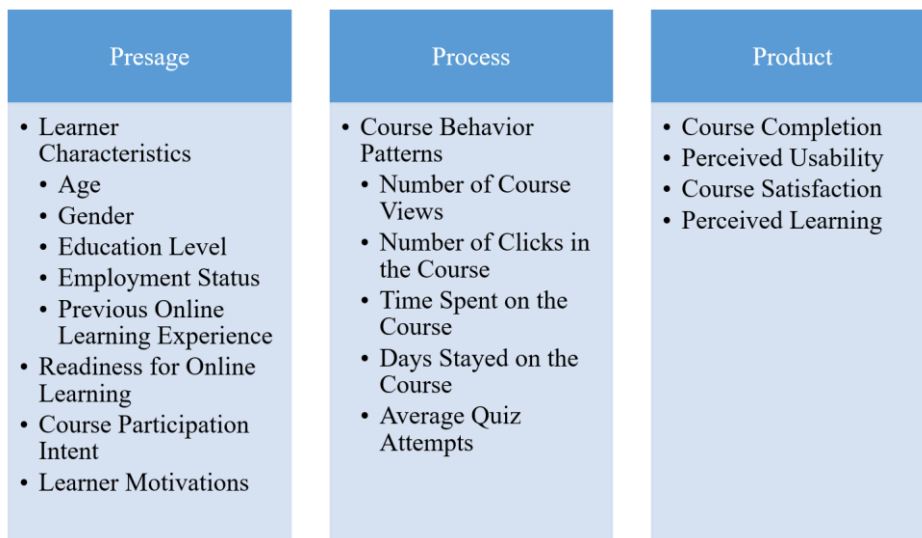 Presage
• Learner
Characteristics
• Age
• Gender
• Education Level
• Employment Status
• Previous Online
Learning Experience
• Readiness for Online
Learning
• Course Participation
Intent
• Learner Motivations
Process
• Course Behavior
Patterns
• Number of Course
Views
• Number of Clicks in
the Course
• Time Spent on the
Course
• Days Stayed on the
Course
• Average Quiz
Attempts
Product
• Course Completion
• Perceived Usability
• Course Satisfaction
• Perceived Learning